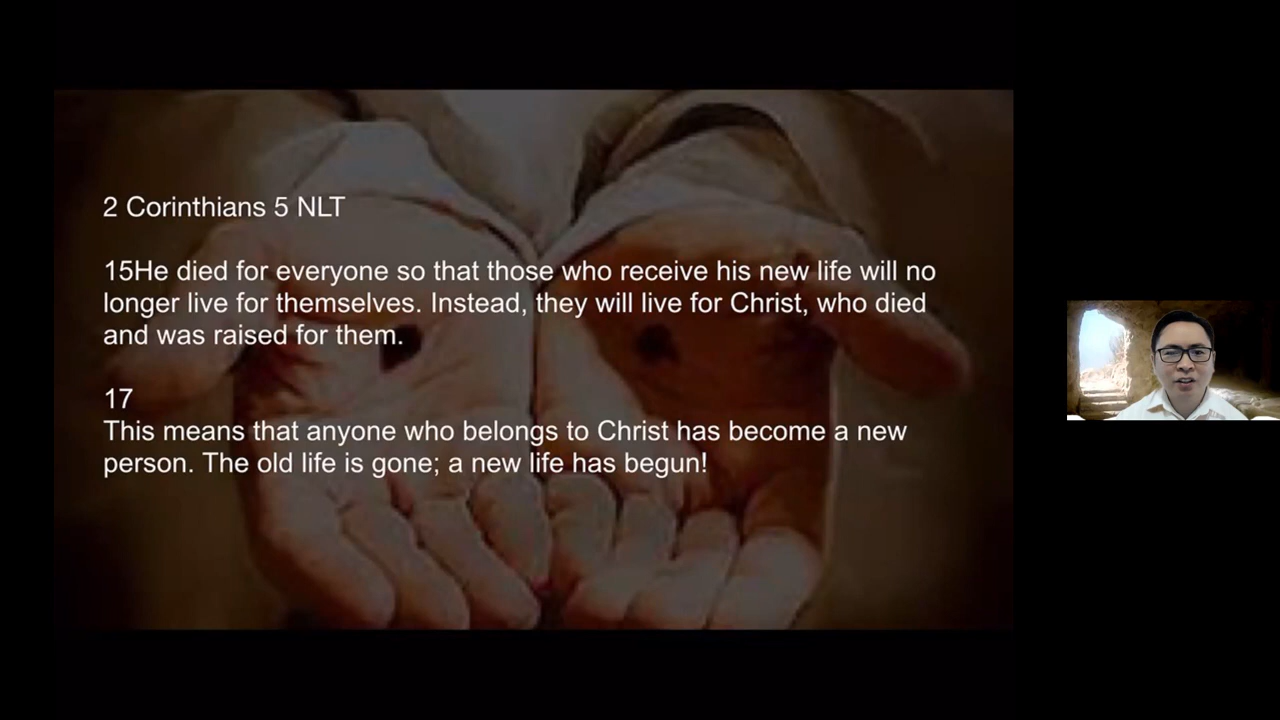 2 Corinthians 5 NLT
15He died for everyone so that those who receive his new life will no
longer live for themselves. Instead, they will live for Christ, who died
and was raised for them.
17
This means that anyone who belongs to Christ has become a new
person. The old life is gone; a new life has begun!